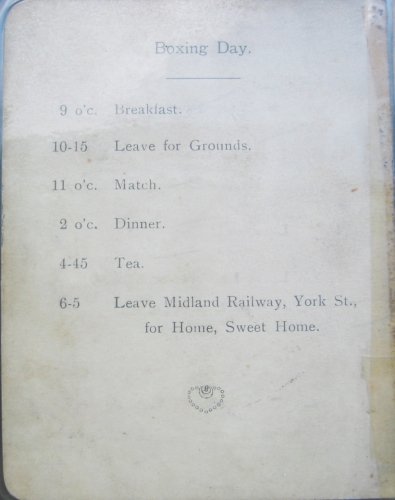 Boxing Day.
9 o'c. Breakfast.
10-15 Leave for Grounds.
11 o'c. Match.
2 o'c. Dinner.
4-45 Tea.
6-5 Leave Midland Railway, York St.,
for Home, Sweet Home.